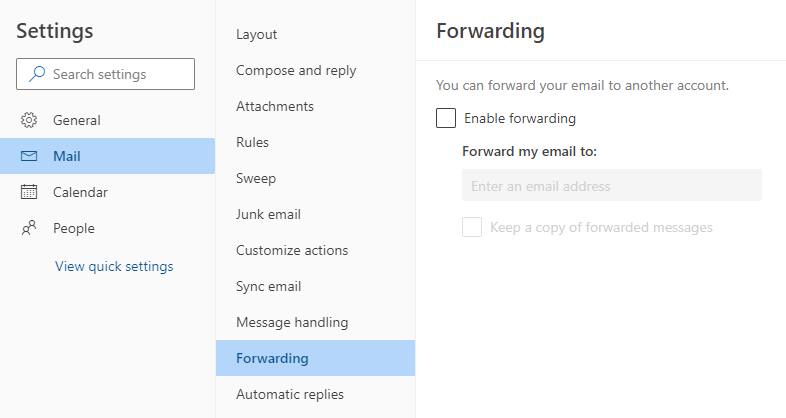 Settings
Search settings
General
Mail
Calendar
People
View quick settings
Layout
Compose and reply
Attachments
Rules
Sweep
Junk email
Customize actions
Sync email
Message handling
Forwarding
Automatic replies
Forwarding
You can forward your email to another account.
Enable forwarding
Forward my email to:
Enter an email address
Keep a copy of forwarded messages